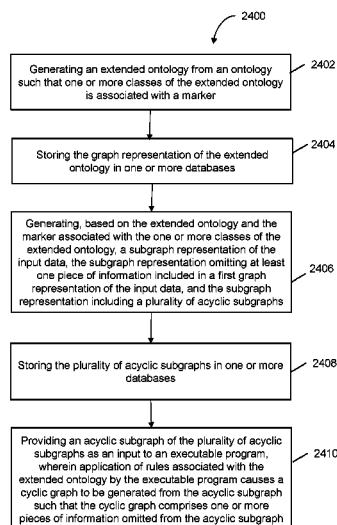 2400
Generating an extended ontology from an ontology
such that one or more classes of the extended ontology
is associated with a marker
2402
Storing the graph representation of the extended
ontology in one or more databases
2404
Generating, based on the extended ontology and the
marker associated with the one or more classes of the
extended ontology, a subgraph representation of the
input data, the subgraph representation omitting at least
one piece of information included in a first graph
representation of the input data, and the subgraph
representation including a plurality of acyclic subgraphs
2406
Storing the plurality of acyclic subgraphs in one or more
databases
2408
Providing an acyclic subgraph of the plurality of acyclic
subgraphs as an input to an executable program,
wherein application of rules associated with the
extended ontology by the executable program causes a
cyclic graph to be generated from the acyclic subgraph
such that the cyclic graph comprises one or more
pieces of information omitted from the acyclic subgraph
2410